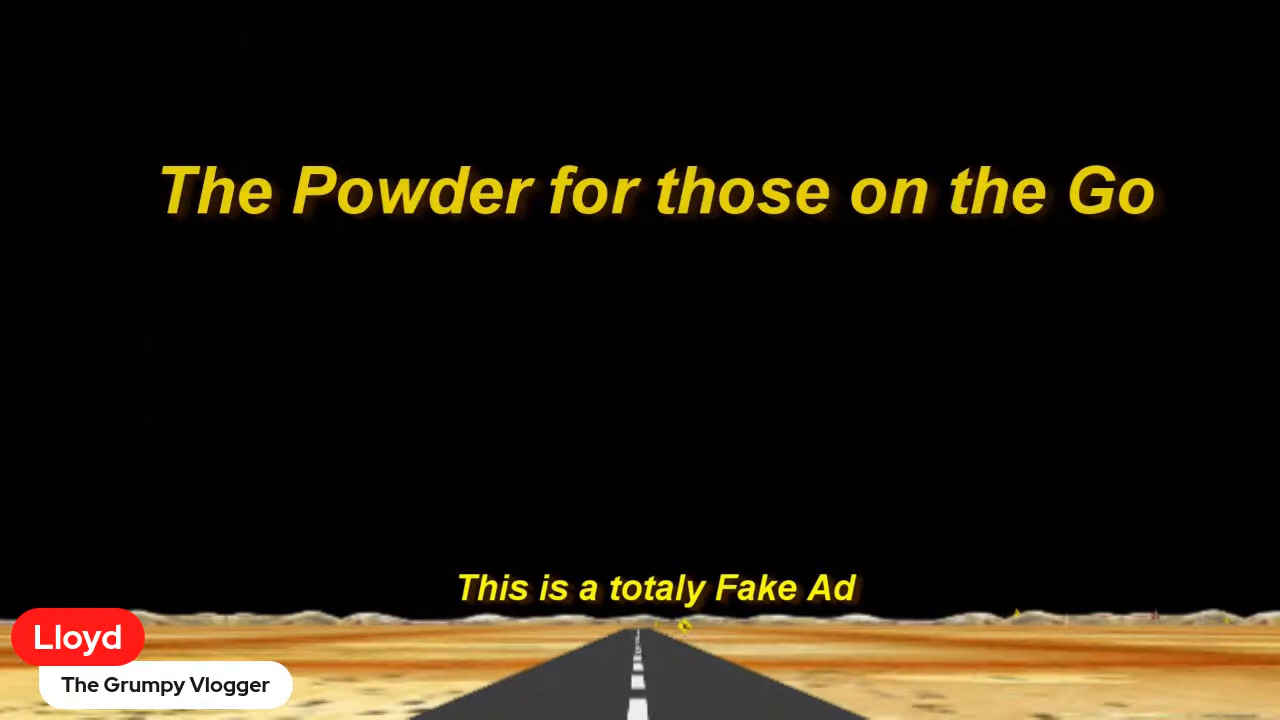 The Powder for those on the Go
This is a totaly Fake Ad
Lloyd
The Grumpy Vlogger